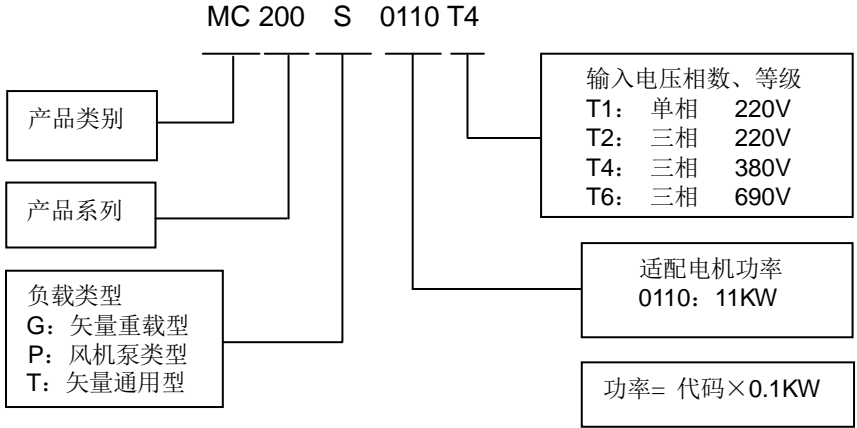 MC 200 S 0110 T4
产品类别
产品系列
负载类型
G：矢量重载型
P：风机泵类型
T：矢量通用型
输入电压相数、等级
T1： 单相 220V
T2： 三相 220V
T4： 三相 380V
T6： 三相 690V
适配电机功率
0110：11KW
功率= 代码×0.1KW